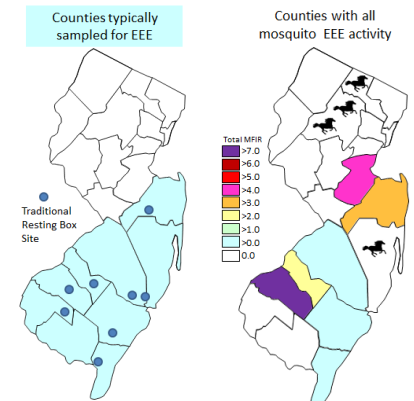 Counties typically
sampled for EEE
Counties with all
mosquito EEE activity
Traditional
Resting Box
Site
Total MFIR
>7.0
>6.0
>5.0
>4.0
>3.0
>2.0
>1.0
>0.0
0.0